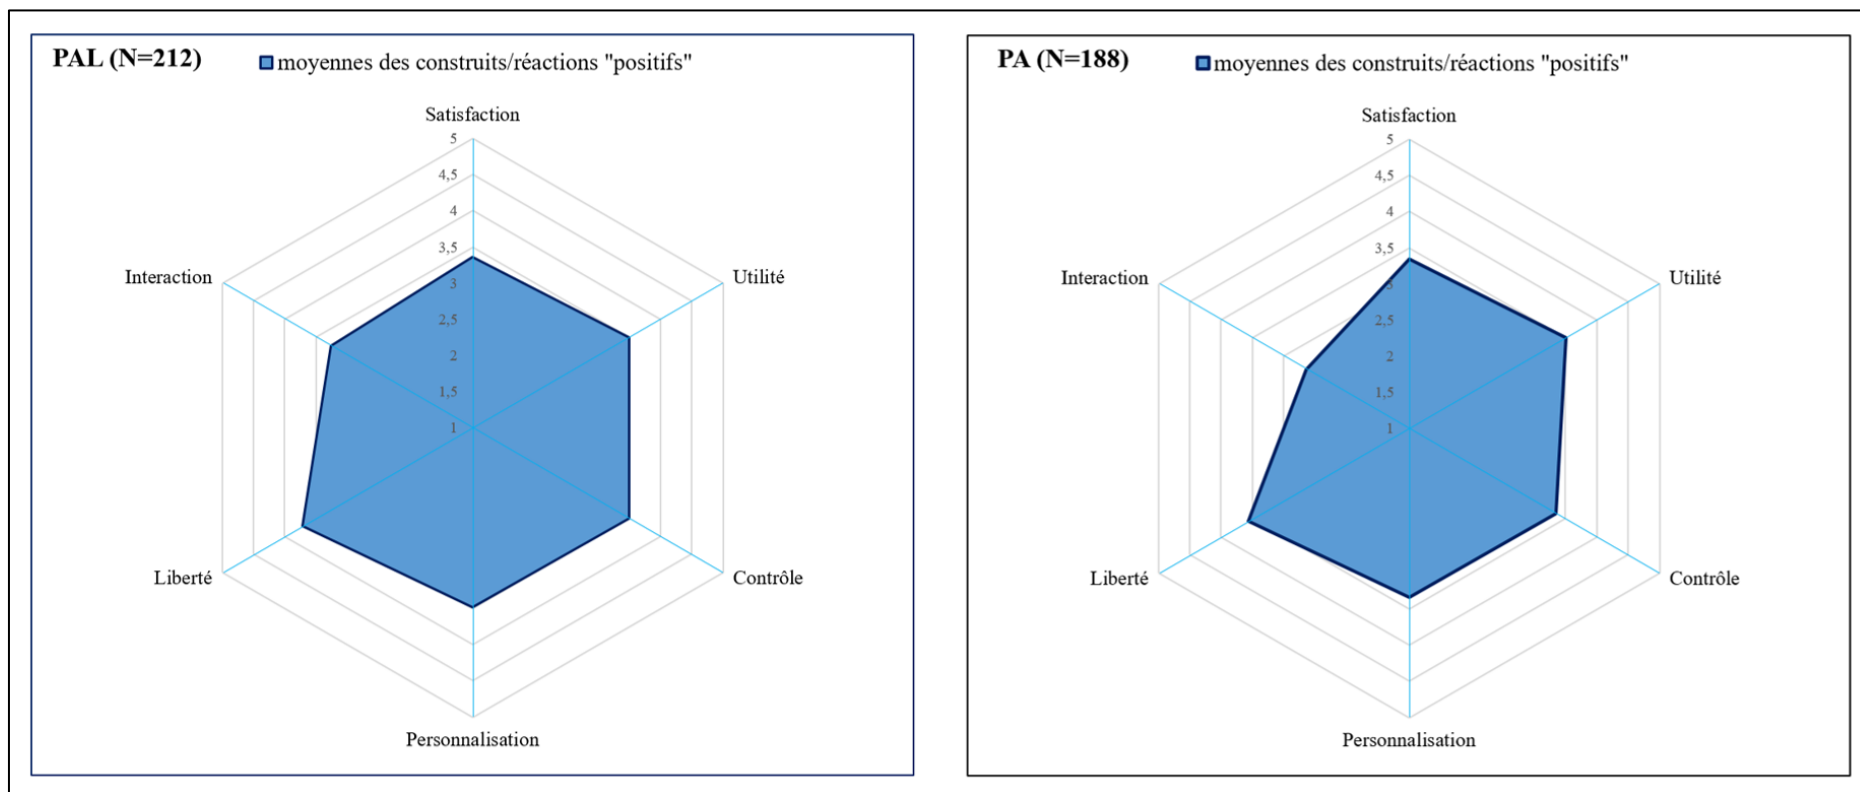 PAL (N=212)
moyennes des construits/réactions "positifs"
Satisfaction
5
4,5
4
3,5
3
2,5
2
1,5
1
Interaction
Utilité
Liberté
Contrôle
Personnalisation
PA (N=188)
moyennes des construits/réactions "positifs"
Satisfaction
5
4,5
4
3,5
3
2,5
2
1,5
1
Interaction
Utilité
Liberté
Contrôle
Personnalisation